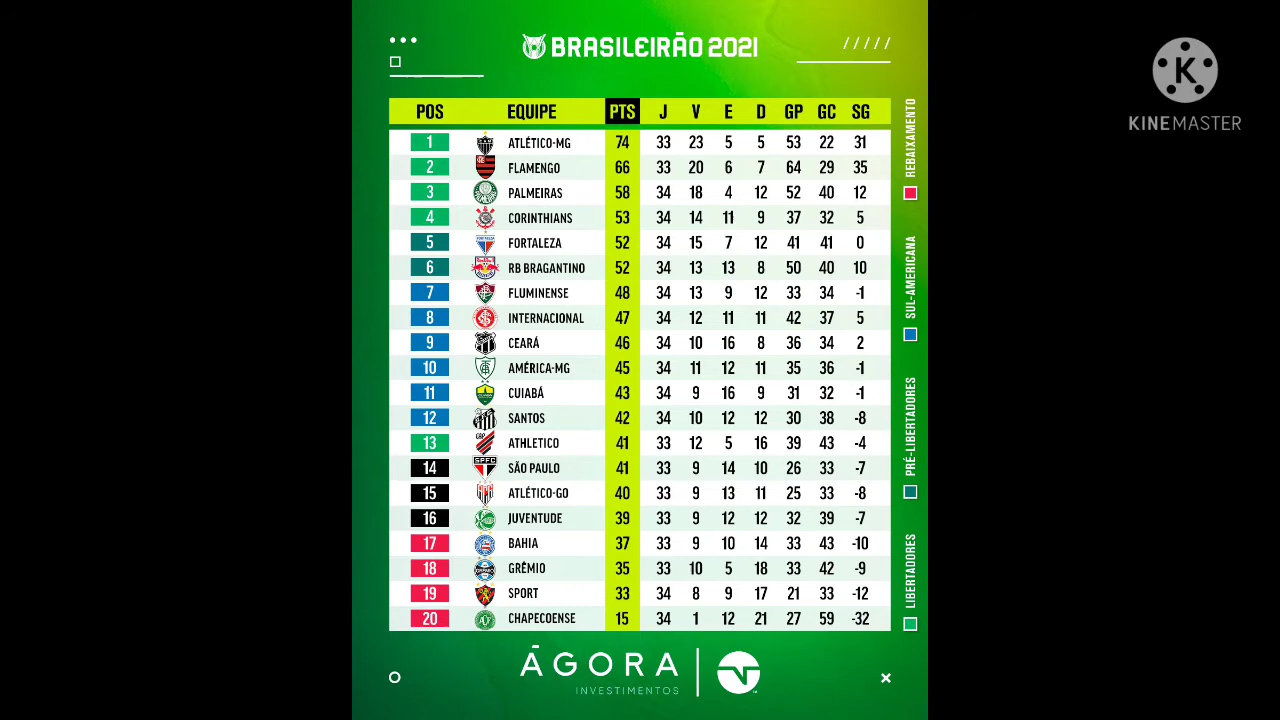 BRASILEIRÃO 2021
POS EQUIPE PTS J V E D GP GC SG
1 ATLÉTICO-MG 74 33 23 5 5 53 22 31
2 FLAMENGO 66 33 20 6 7 64 29 35
3 PALMEIRAS 58 34 18 4 12 52 40 12
4 CORINTHIANS 53 34 14 11 9 37 32 5
5 FORTALEZA 52 34 15 7 12 41 41 0
6 RB BRAGANTINO 52 34 13 13 8 50 40 10
7 FLUMINENSE 48 34 13 9 12 33 34 -1
8 INTERNACIONAL 47 34 12 11 11 42 37 5
9 CEARÁ 46 34 10 16 8 36 34 2
10 AMÉRICA-MG 45 34 11 12 11 35 36 -1
11 CUIABÁ 43 34 9 16 9 31 32 -1
12 SANTOS 42 34 10 12 12 30 38 -8
13 ATHLETICO 41 33 12 5 16 39 43 -4
14 SÃO PAULO 41 33 9 14 10 26 33 -7
15 ATLÉTICO-GO 40 33 9 13 11 25 33 -8
16 JUVENTUDE 39 33 9 12 12 32 39 -7
17 BAHIA 37 33 9 10 14 33 43 -10
18 GRÊMIO 35 33 10 5 18 33 42 -9
19 SPORT 33 34 8 9 17 21 33 -12
20 CHAPECOENSE 15 34 1 12 21 27 59 -32
LIBERTADORES
PRÉ-LIBERTADORES
SUL-AMERICANA
REBAIXAMENTO
ÁGORA
INVESTIMENTOS
K
KINEMASTER